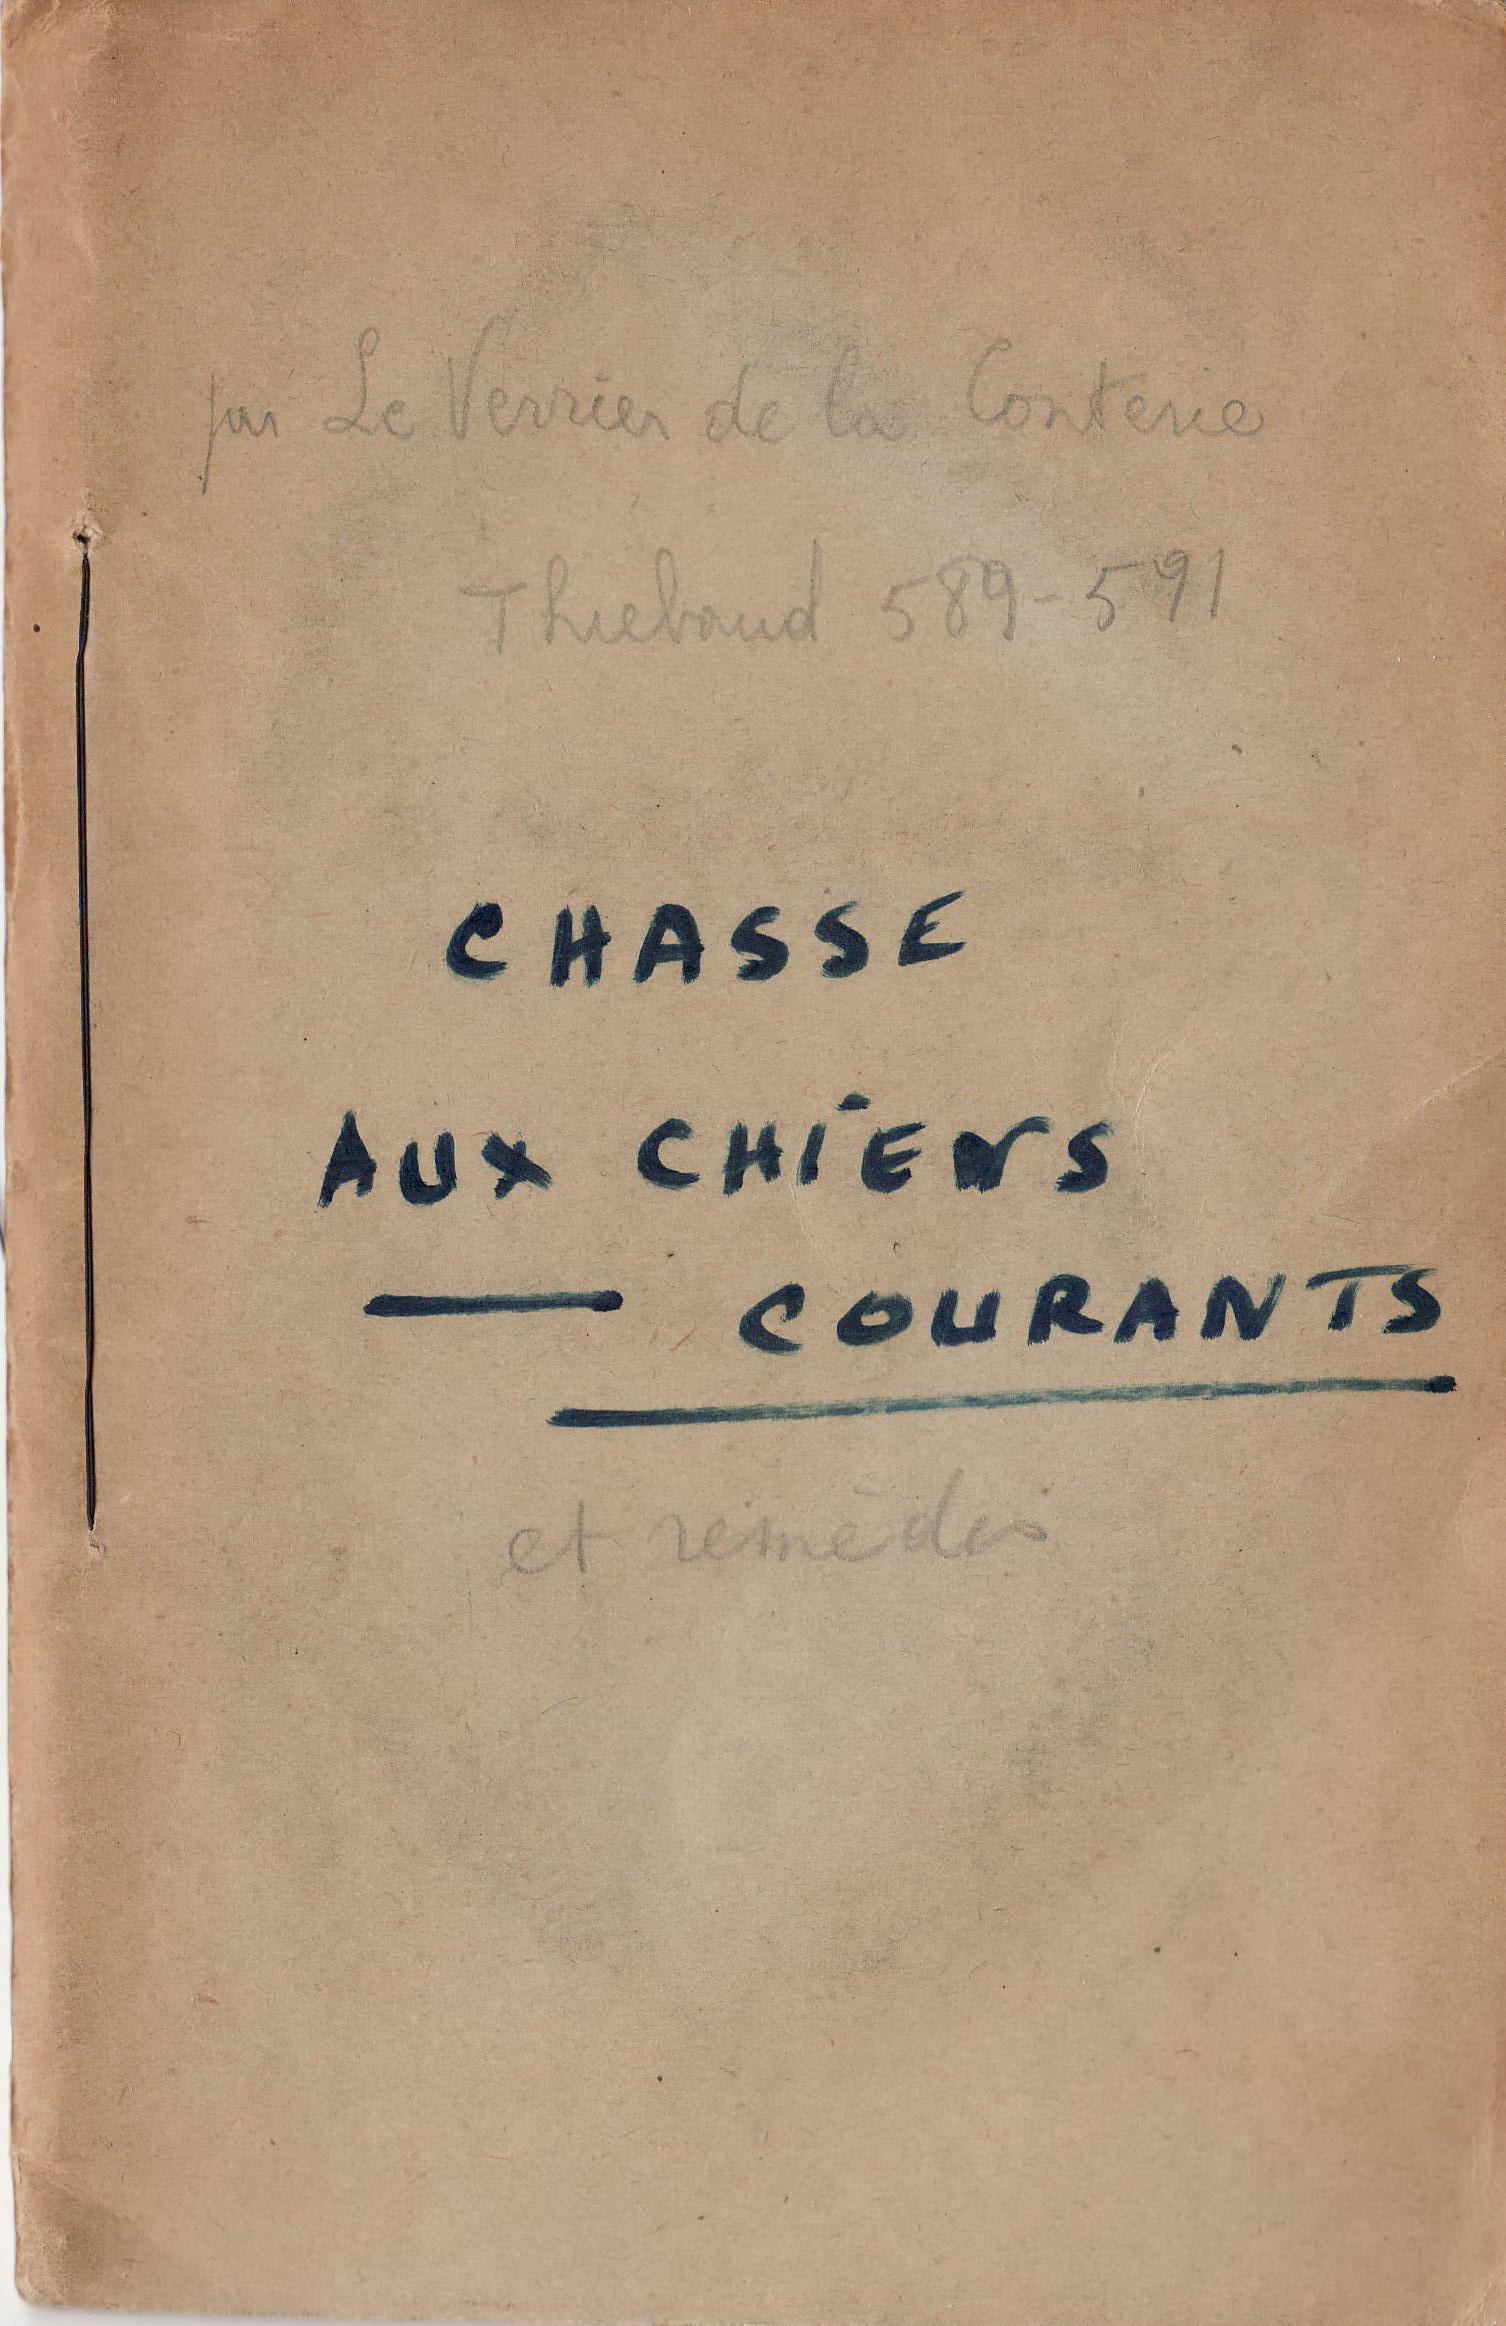 par Le Verrier de la Conterie
Thiebaud 589-591
CHASSE
AUX CHIENS
COURANTS
et remèdes